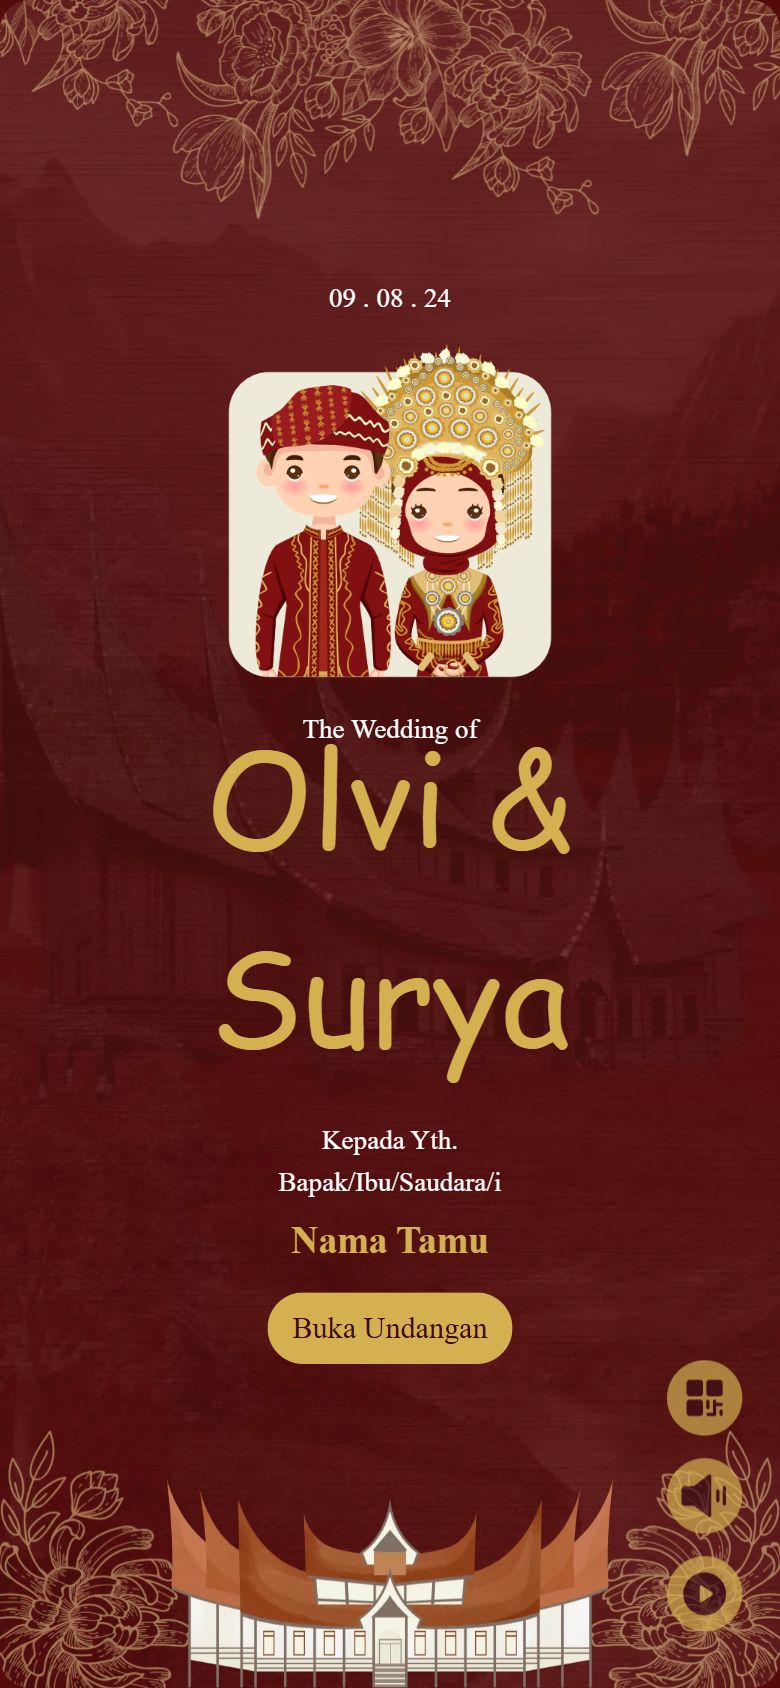 09 . 08 . 24
The Wedding of
Olvi &
Surya
Kepada Yth.
Bapak/Ibu/Saudara/i
Nama Tamu
Buka Undangan